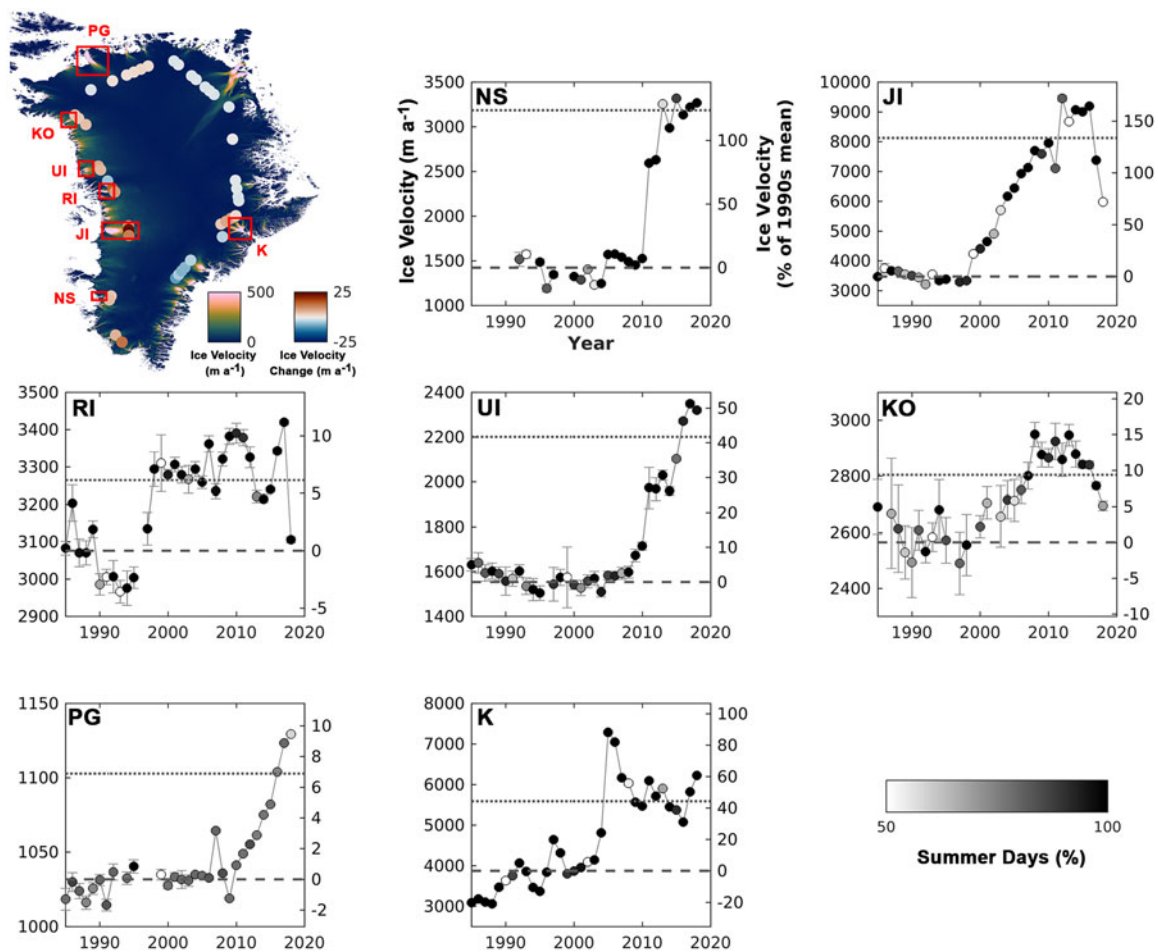 PG
KO
UI
RI
JI
K
NS
500
0
Ice Velocity
(m a⁻¹)
25
-25
Ice Velocity
Change (m a⁻¹)
NS
Ice Velocity (m a⁻¹)
3500
3000
2500
2000
1500
1000
100
50
0
1990 2000 2010 2020
Year
Ice Velocity
(% of 1990s mean)
JI
10000
9000
8000
7000
6000
5000
4000
3000
150
100
50
0
1990 2000 2010 2020
RI
3500
3400
3300
3200
3100
3000
2900
10
5
0
-5
1990 2000 2010 2020
UI
2400
2200
2000
1800
1600
1400
50
40
30
20
10
0
1990 2000 2010 2020
KO
3000
2800
2600
2400
20
15
10
5
0
-5
-10
1990 2000 2010 2020
PG
1150
1100
1050
1000
10
8
6
4
2
0
-2
1990 2000 2010 2020
K
8000
7000
6000
5000
4000
3000
100
80
60
40
20
0
-20
1990 2000 2010 2020
50 100
Summer Days (%)